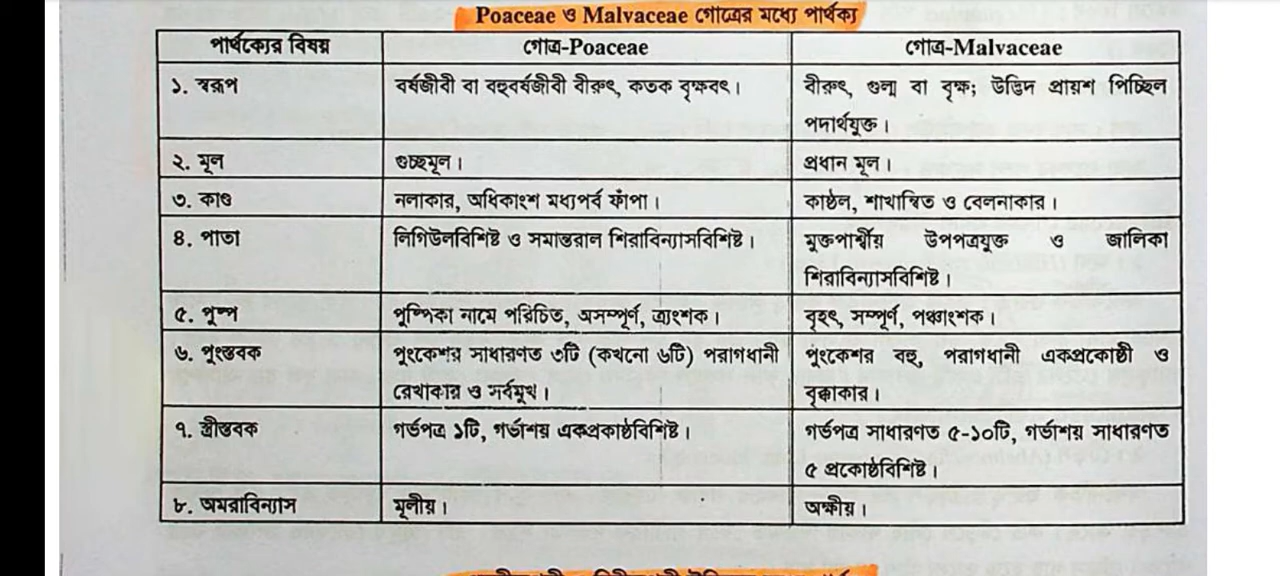 Poaceae ও Malvaceae গোত্রের মধ্যে পার্থক্য
পার্থক্যের বিষয় গোত্র-Poaceae গোত্র-Malvaceae
১. স্বরূপ বর্ষজীবী বা বহুবর্ষজীবী বীরুৎ, কতক বৃক্ষবৎ। বীরুৎ, গুল্ম বা বৃক্ষ; উদ্ভিদ প্রায়শ পিচ্ছিল
পদার্থযুক্ত।
২. মূল গুচ্ছমূল। প্রধান মূল।
৩. কাণ্ড নলাকার, অধিকাংশ মধ্যপর্ব ফাঁপা। কাষ্ঠল, শাখান্বিত ও বেলনাকার।
৪. পাতা লিগিউলবিশিষ্ট ও সমান্তরাল শিরাবিন্যাসবিশিষ্ট। মুক্তপার্শ্বীয় উপপত্রযুক্ত ও জালিকা
শিরাবিন্যাসবিশিষ্ট।
৫. পুষ্প পুষ্পিকা নামে পরিচিত, অসম্পূর্ণ, ত্র্যংশক। বৃহৎ, সম্পূর্ণ, পঞ্চাংশক।
৬. পুংস্তবক পুংকেশর সাধারণত ৩টি (কখনো ৬টি) পরাগধানী পুংকেশর বহু, পরাগধানী একপ্রকোষ্ঠী ও
রেখাকার ও সর্বমুখ। বৃক্কাকার।
৭. স্ত্রীস্তবক গর্ভপত্র ১টি, গর্ভাশয় একপ্রকাষ্ঠবিশিষ্ট। গর্ভপত্র সাধারণত ৫-১০টি, গর্ভাশয় সাধারণত
৫ প্রকোষ্ঠবিশিষ্ট।
৮. অমরাবিন্যাস মূলীয়। অক্ষীয়।